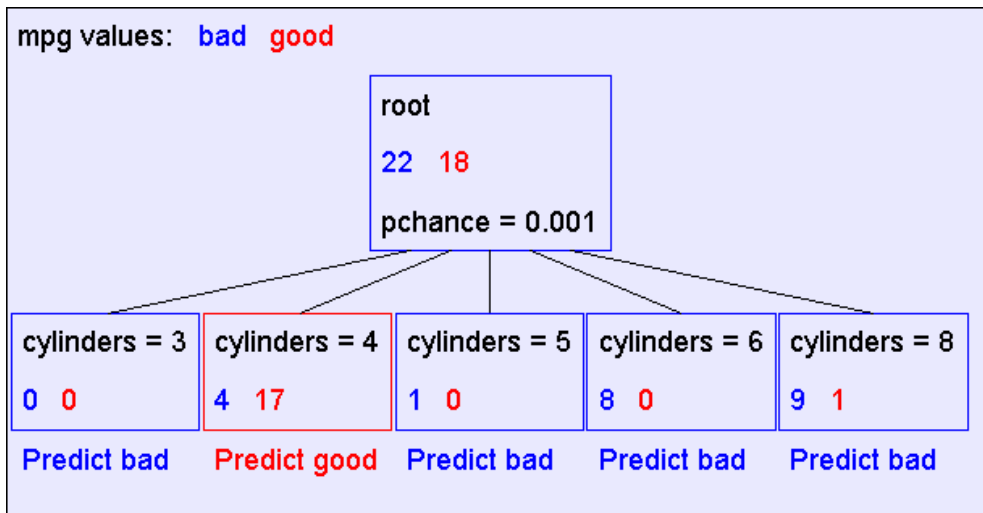 mpg values: bad good
root
22 18
pchance = 0.001
cylinders = 3 cylinders = 4 cylinders = 5 cylinders = 6 cylinders = 8
0 0 4 17 1 0 8 0 9 1
Predict bad Predict good Predict bad Predict bad Predict bad